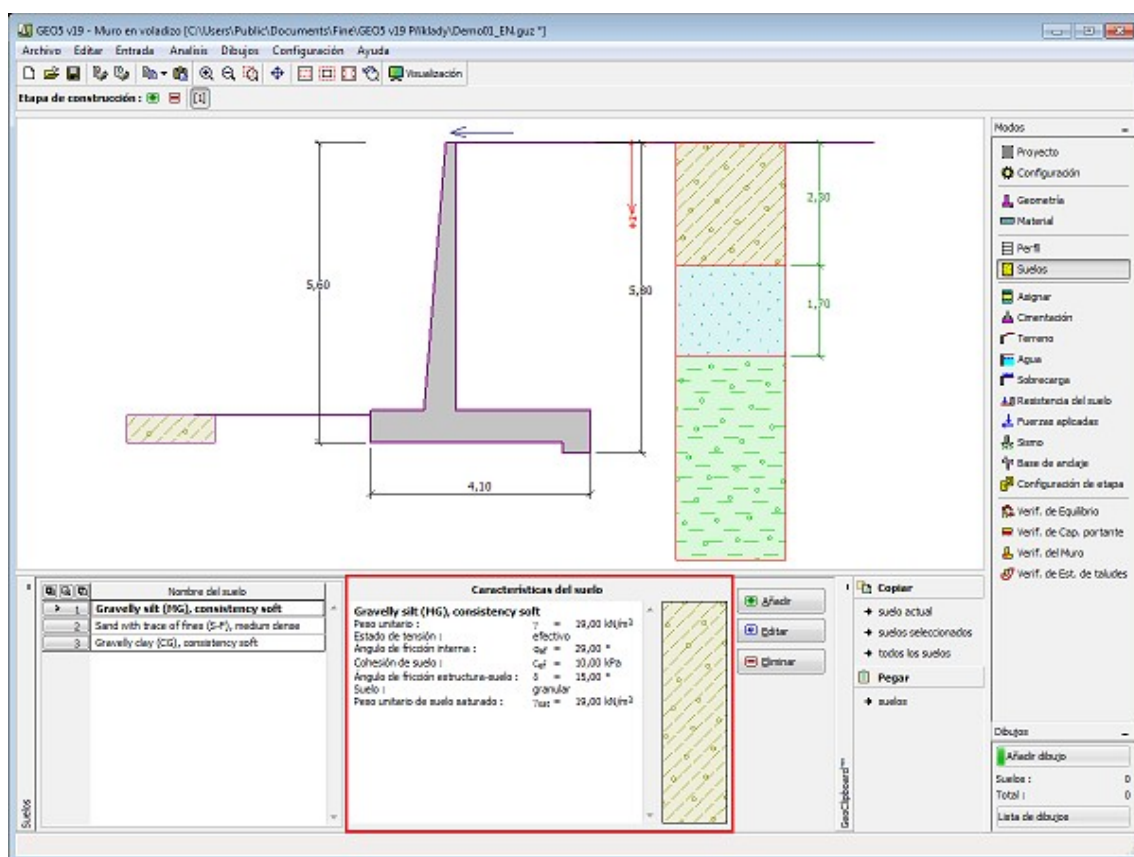 GEO5 v19 - Muro en voladizo [C:\Users\Public\Documents\Fine\GEO5 v19 Příklady\Demo01_EN.guz *]
Archivo Editar Entrada Analisis Dibujos Configuración Ayuda
Visualización
Etapa de construcción : [1]
5,60
5,80
4,10
+z
1,70
Modos
Proyecto
Configuración
Geometría
Material
Perfil
Suelos
Asignar
Cimentación
Terreno
Agua
Sobrecarga
Resistencia del suelo
Fuerzas aplicadas
Sismo
Base de anclaje
Configuración de etapa
Verif. de Equilibrio
Verif. de Cap. portante
Verif. del Muro
Verif. de Est. de taludes
Dibujos
Añadir dibujo
Suelos : 0
Total : 0
Lista de dibujos
Suelos
Nombre del suelo
> 1 Gravelly silt (MG), consistency soft
2 Sand with trace of fines (S-F), medium dense
3 Gravelly clay (CG), consistency soft
Características del suelo
Gravelly silt (MG), consistency soft
Peso unitario : γ = 19,00 kN/m³
Estado de tensión : efectivo
Ángulo de fricción interna : φef = 29,00 °
Cohesión de suelo : cef = 10,00 kPa
Ángulo de fricción estructura-suelo : δ = 15,00 °
Suelo : granular
Peso unitario de suelo saturado : γsat = 19,00 kN/m³
Añadir
Editar
Eliminar
GeoClipboard™
Copiar
suelo actual
suelos seleccionados
todos los suelos
Pegar
suelos